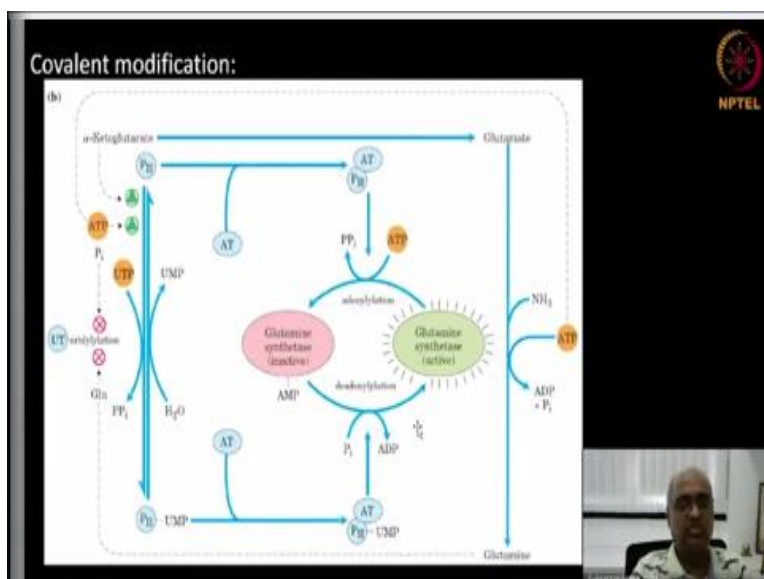 Covalent modification:
NPTEL
(b)
α-Ketoglutarate
Glutamate
PII
AT
PII
ATP
Pi
AT
PPi
ATP
UTP
UMP
adenylylation
NH3
UT
uridylylation
Glutamine
synthetase
(inactive)
Glutamine
synthetase
(active)
ATP
AMP
deadenylylation
ADP
+ Pi
Gln
PPi
H2O
AT
Pi
ADP
PII
UMP
AT
PII
UMP
Glutamine